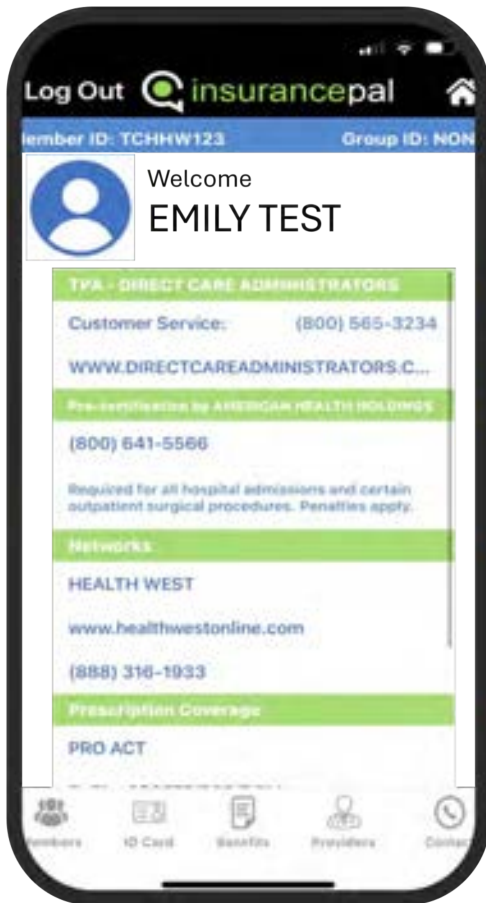 Log Out insurancepal
ember ID: TCHHW123 Group ID: NON
Welcome
EMILY TEST
TPA - DIRECT CARE ADMINISTRATORS
Customer Service: (800) 565-3234
WWW.DIRECTCAREADMINISTRATORS.C...
Pre-certification by AMERICAN HEALTH HOLDINGS
(800) 641-5566
Required for all hospital admissions and certain
outpatient surgical procedures. Penalties apply.
Networks
HEALTH WEST
www.healthwestonline.com
(888) 316-1933
Prescription Coverage
PRO ACT
embers ID Card Benefits Providers Contac